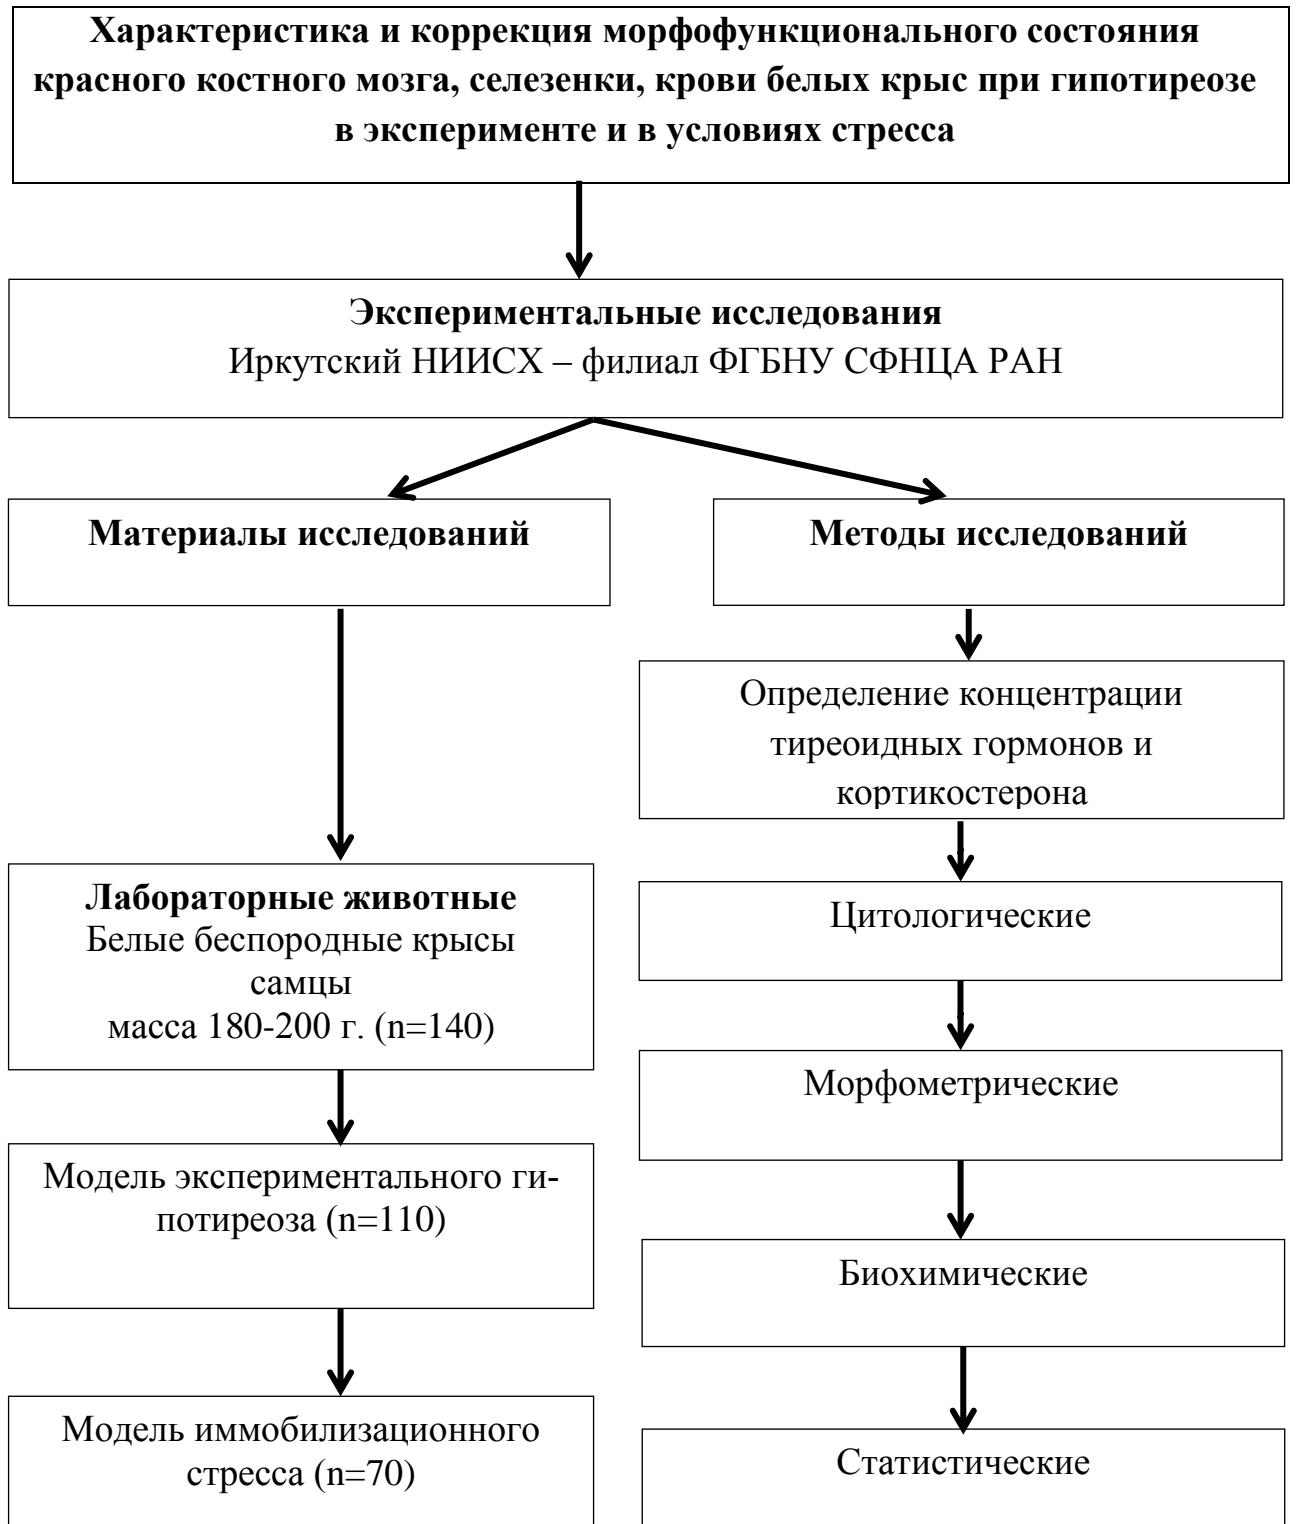 Характеристика и коррекция морфофункционального состояния
красного костного мозга, селезенки, крови белых крыс при гипотиреозе
в эксперименте и в условиях стресса
Экспериментальные исследования
Иркутский НИИСХ – филиал ФГБНУ СФНЦА РАН
Материалы исследований
Методы исследований
Определение концентрации
тиреоидных гормонов и
кортикостерона
Лабораторные животные
Белые беспородные крысы
самцы
масса 180-200 г. (n=140)
Цитологические
Морфометрические
Модель экспериментального ги-
потиреоза (n=110)
Биохимические
Модель иммобилизационного
стресса (n=70)
Статистические